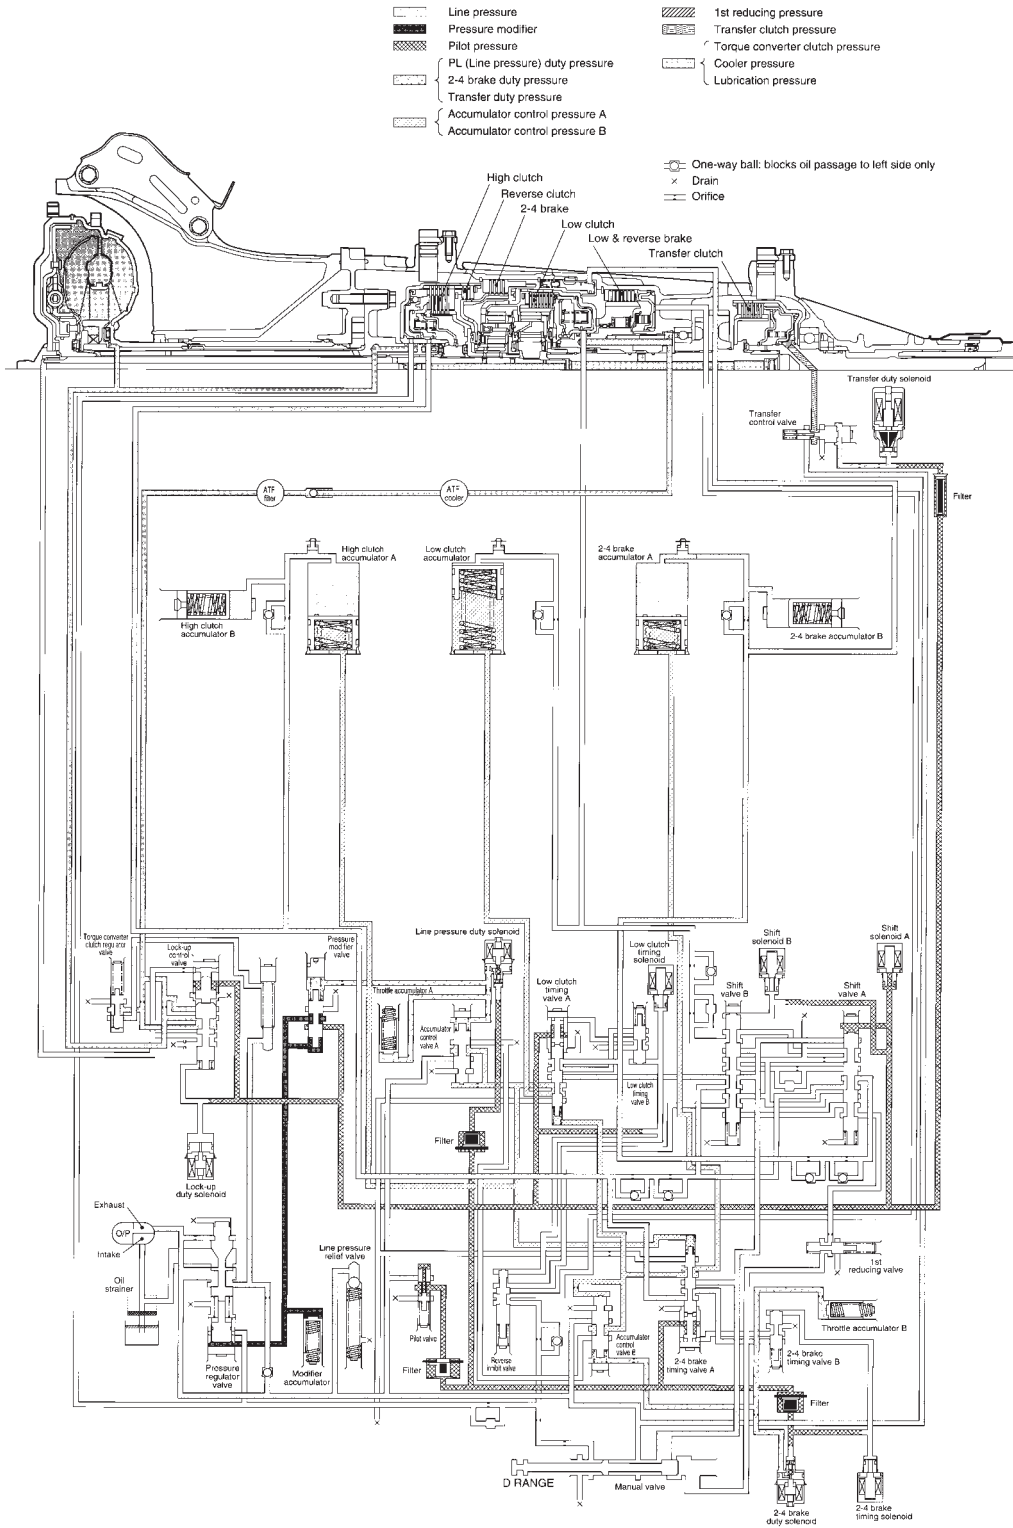 Line pressure
Pressure modifier
Pilot pressure
PL (Line pressure) duty pressure
2-4 brake duty pressure
Transfer duty pressure
Accumulator control pressure A
Accumulator control pressure B
1st reducing pressure
Transfer clutch pressure
Torque converter clutch pressure
Cooler pressure
Lubrication pressure
One-way ball: blocks oil passage to left side only
Drain
Orifice
High clutch
Reverse clutch
2-4 brake
Low clutch
Low & reverse brake
Transfer clutch
Transfer duty solenoid
Transfer
control valve
Filter
ATF
filter
ATF
cooler
High clutch
accumulator A
Low clutch
accumulator
2-4 brake
accumulator A
High clutch
accumulator B
2-4 brake accumulator B
Torque converter
clutch regulator
valve
Lock-up
control
valve
Pressure
modifier
valve
Line pressure duty solenoid
Low clutch
timing
solenoid
Shift
solenoid B
Shift
solenoid A
Throttle accumulator A
Low clutch
timing
valve A
Shift
valve B
Shift
valve A
Accumulator
control
valve A
Low clutch
timing
valve B
Filter
Lock-up
duty solenoid
Exhaust
O/P
Intake
Oil
strainer
Line pressure
relief valve
1st
reducing valve
Pilot valve
Throttle accumulator B
Pressure
regulator
valve
Modifier
accumulator
Filter
Reverse
inhibit valve
Accumulator
control
valve B
2-4 brake
timing valve A
2-4 brake
timing valve B
Filter
D RANGE
Manual valve
2-4 brake
duty solenoid
2-4 brake
timing solenoid